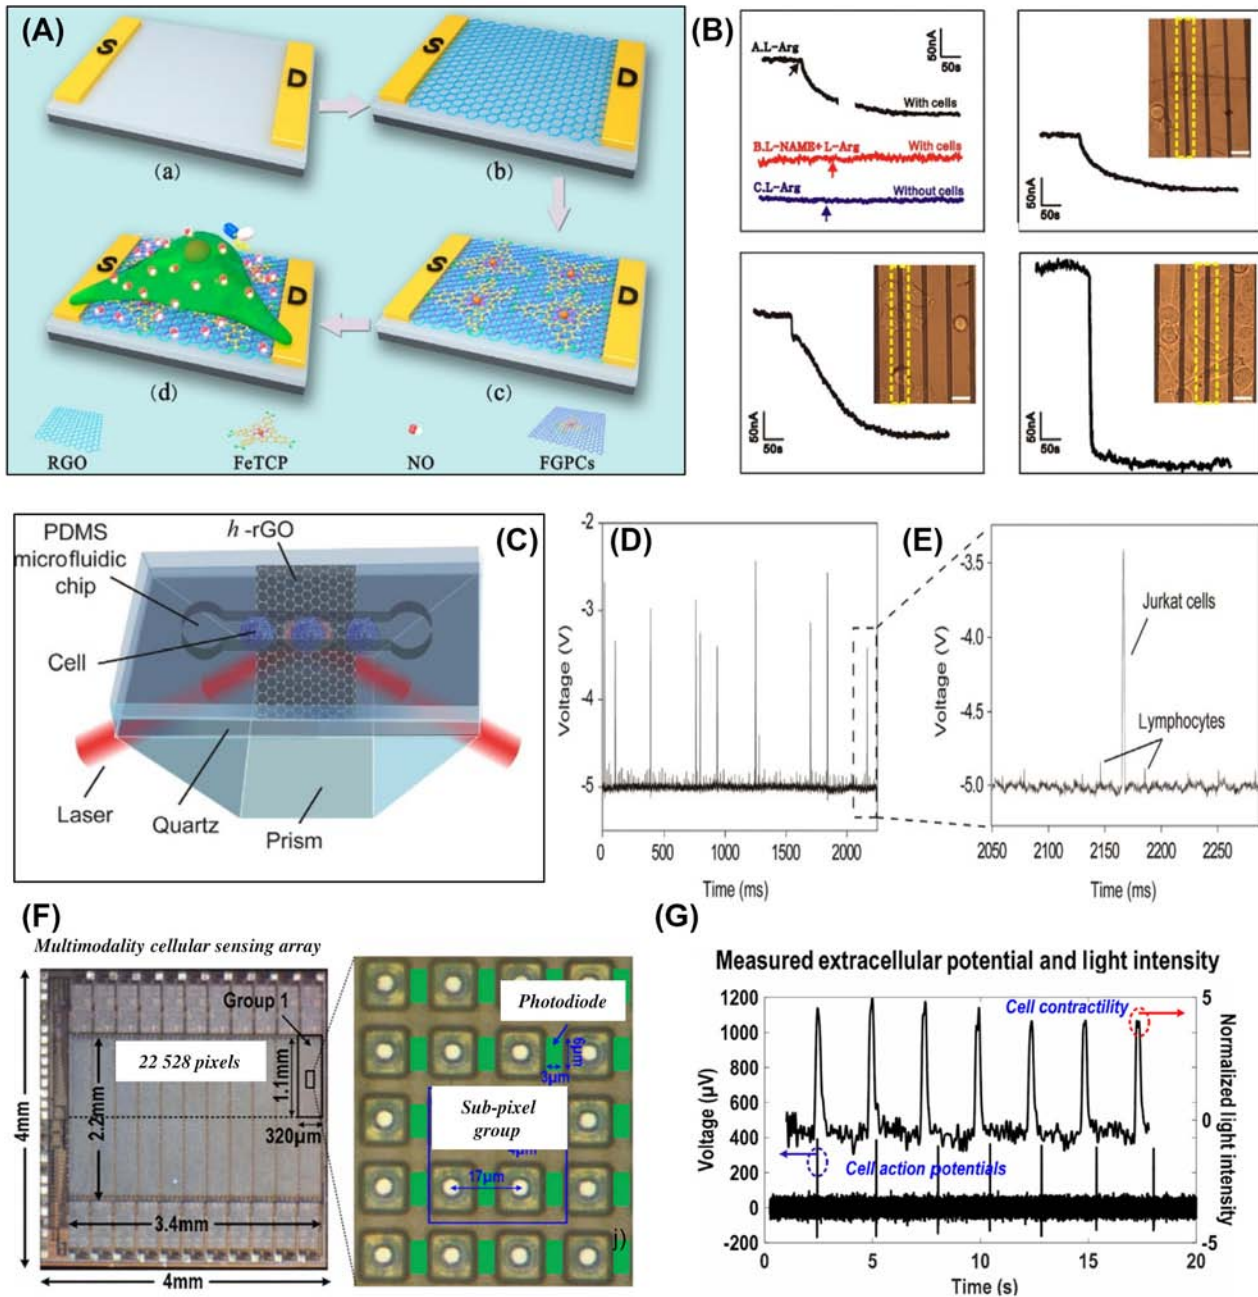 (A)
S
D
(a)
S
D
(b)
S
D
(d)
S
D
(c)
RGO
FeTCP
NO
FGPCs
(B)
A.L-Arg
50nA
50s
With cells
B.L-NAME+L-Arg
With cells
C.L-Arg
Without cells
50nA
50s
50nA
50s
50nA
50s
(C)
PDMS
microfluidic
chip
h-rGO
Cell
Laser
Quartz
Prism
(D)
Voltage (V)
-2
-3
-4
-5
0
500
1000
1500
2000
Time (ms)
(E)
Voltage (V)
-3.5
-4.0
-4.5
-5.0
Jurkat cells
Lymphocytes
2050
2100
2150
2200
2250
Time (ms)
(F)
Multimodality cellular sensing array
Group 1
22 528 pixels
1.1mm
2.2mm
320μm
4mm
3.4mm
4mm
Photodiode
6μm
3μm
Sub-pixel
group
17μm
j)
(G)
Measured extracellular potential and light intensity
Voltage (μV)
1200
1000
800
600
400
200
0
-200
Cell contractility
Cell action potentials
5
0
-5
Normalized light intensity
0
5
10
15
20
Time (s)